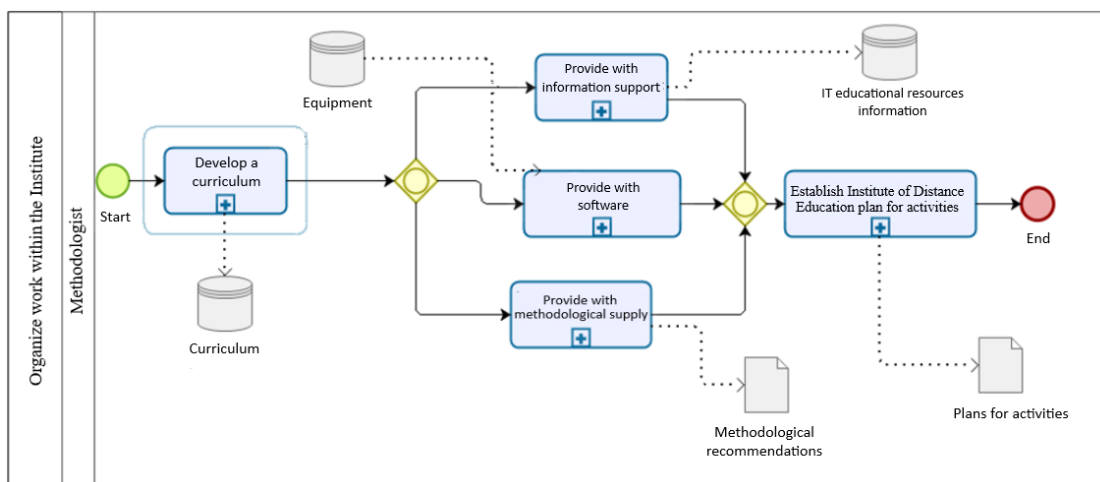 Organize work within the Institute
Methodologist
Start
Develop a
curriculum
Curriculum
Equipment
Provide with
information support
IT educational resources
information
Provide with
software
Provide with
methodological supply
Methodological
recommendations
Establish Institute of Distance
Education plan for activities
Plans for activities
End